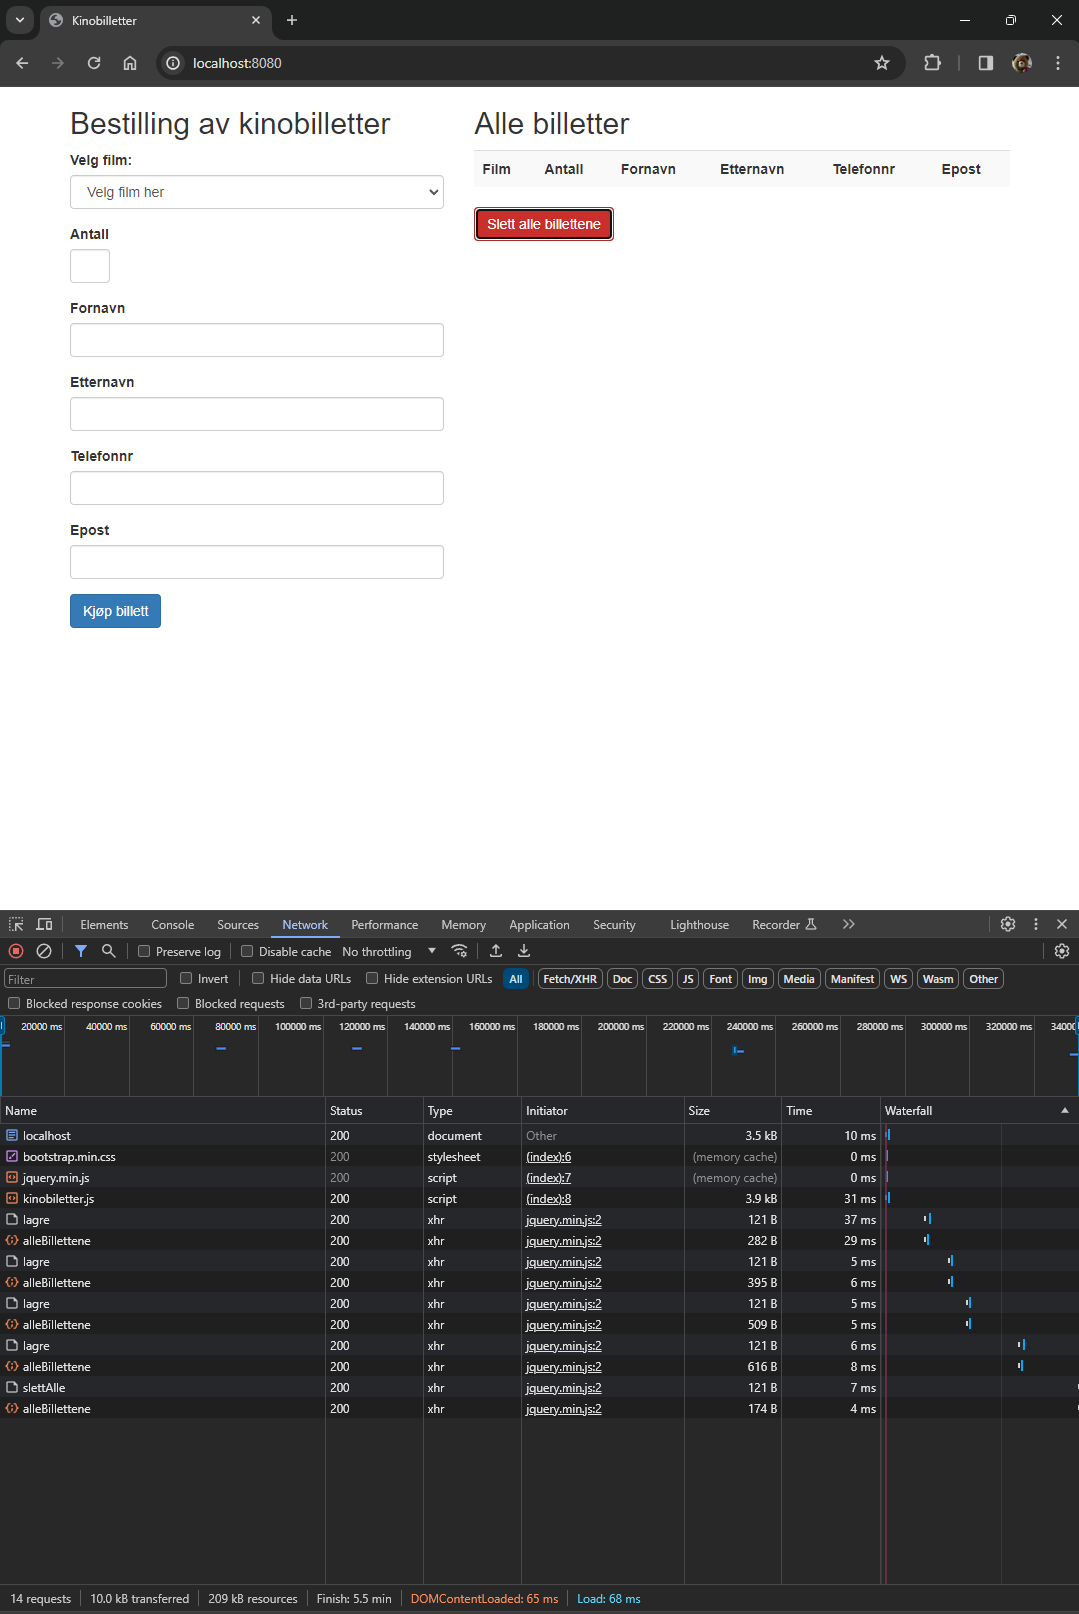 Kinobilletter
localhost:8080
Bestilling av kinobilletter
Velg film:
Velg film her
Antall
Fornavn
Etternavn
Telefonnr
Epost
Kjøp billett
Alle billetter
Film Antall Fornavn Etternavn Telefonnr Epost
Slett alle billettene
Elements Console Sources Network Performance Memory Application Security Lighthouse Recorder
Preserve log Disable cache No throttling
Filter Invert Hide data URLs Hide extension URLs All Fetch/XHR Doc CSS JS Font Img Media Manifest WS Wasm Other
Blocked response cookies Blocked requests 3rd-party requests
20000 ms 40000 ms 60000 ms 80000 ms 100000 ms 120000 ms 140000 ms 160000 ms 180000 ms 200000 ms 220000 ms 240000 ms 260000 ms 280000 ms 300000 ms 320000 ms
Name Status Type Initiator Size Time Waterfall
localhost 200 document Other 3.5 kB 10 ms
bootstrap.min.css 200 stylesheet (index):6 (memory cache) 0 ms
jquery.min.js 200 script (index):7 (memory cache) 0 ms
kinobiletter.js 200 script (index):8 3.9 kB 31 ms
lagre 200 xhr jquery.min.js:2 121 B 37 ms
alleBillettene 200 xhr jquery.min.js:2 282 B 29 ms
lagre 200 xhr jquery.min.js:2 121 B 5 ms
alleBillettene 200 xhr jquery.min.js:2 395 B 6 ms
lagre 200 xhr jquery.min.js:2 121 B 5 ms
alleBillettene 200 xhr jquery.min.js:2 509 B 5 ms
lagre 200 xhr jquery.min.js:2 121 B 6 ms
alleBillettene 200 xhr jquery.min.js:2 616 B 8 ms
slettAlle 200 xhr jquery.min.js:2 121 B 7 ms
alleBillettene 200 xhr jquery.min.js:2 174 B 4 ms
14 requests 10.0 kB transferred 209 kB resources Finish: 5.5 min DOMContentLoaded: 65 ms Load: 68 ms